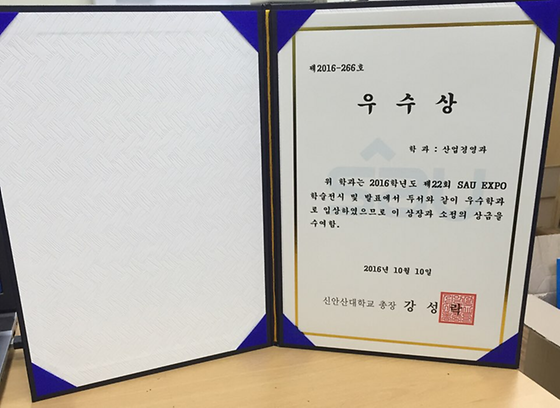 제2016-266호
우 수 상
학 과 : 산업경영과
위 학과는 2016학년도 제22회 SAU EXPO
학술전시 및 발표에서 두서와 같이 우수학과
로 입상하였으므로 이 상장과 소정의 상금을
수여함.
2016년 10월 10일
신안산대학교 총장 강 성 락